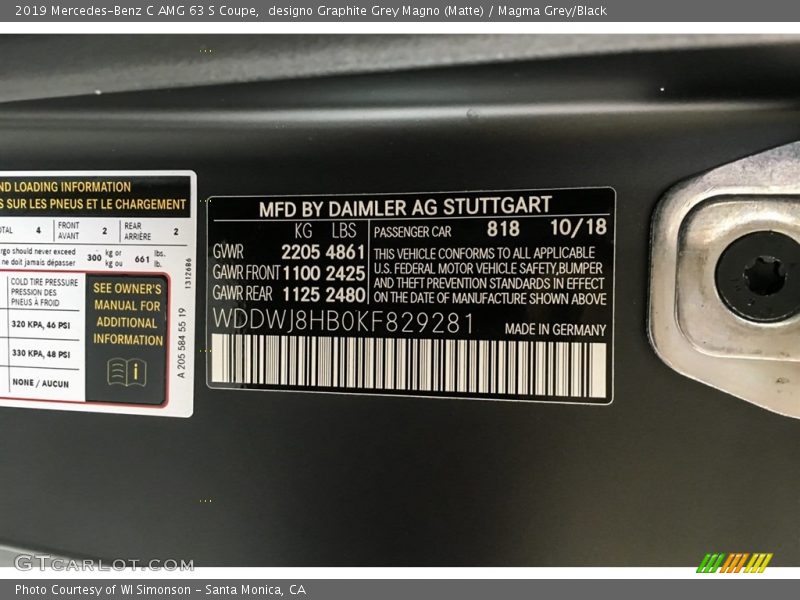 2019 Mercedes-Benz C AMG 63 S Coupe, designo Graphite Grey Magno (Matte) / Magma Grey/Black
ND LOADING INFORMATION
S SUR LES PNEUS ET LE CHARGEMENT
OTAL 4 FRONT AVANT 2 REAR ARRIÈRE 2
rgo should never exceed
ne doit jamais dépasser
300 kg or kg ou 661 lbs. lb.
COLD TIRE PRESSURE
PRESSION DES
PNEUS À FROID
320 KPA, 46 PSI
330 KPA, 48 PSI
NONE / AUCUN
SEE OWNER'S
MANUAL FOR
ADDITIONAL
INFORMATION
1312686
A 205 584 55 19
MFD BY DAIMLER AG STUTTGART
KG LBS
GVWR 2205 4861
GAWR FRONT 1100 2425
GAWR REAR 1125 2480
PASSENGER CAR 818 10/18
THIS VEHICLE CONFORMS TO ALL APPLICABLE
U.S. FEDERAL MOTOR VEHICLE SAFETY,BUMPER
AND THEFT PREVENTION STANDARDS IN EFFECT
ON THE DATE OF MANUFACTURE SHOWN ABOVE
WDDWJ8HB0KF829281
MADE IN GERMANY
GTCARLOT.COM
Photo Courtesy of WI Simonson - Santa Monica, CA